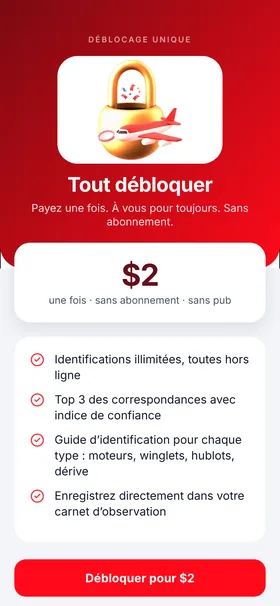 DÉBLOCAGE UNIQUE
Tout débloquer
Payez une fois. À vous pour toujours. Sans
abonnement.
$2
une fois · sans abonnement · sans pub
Identifications illimitées, toutes hors
ligne
Top 3 des correspondances avec
indice de confiance
Guide d’identification pour chaque
type : moteurs, winglets, hublots,
dérive
Enregistrez directement dans votre
carnet d’observation
Débloquer pour $2